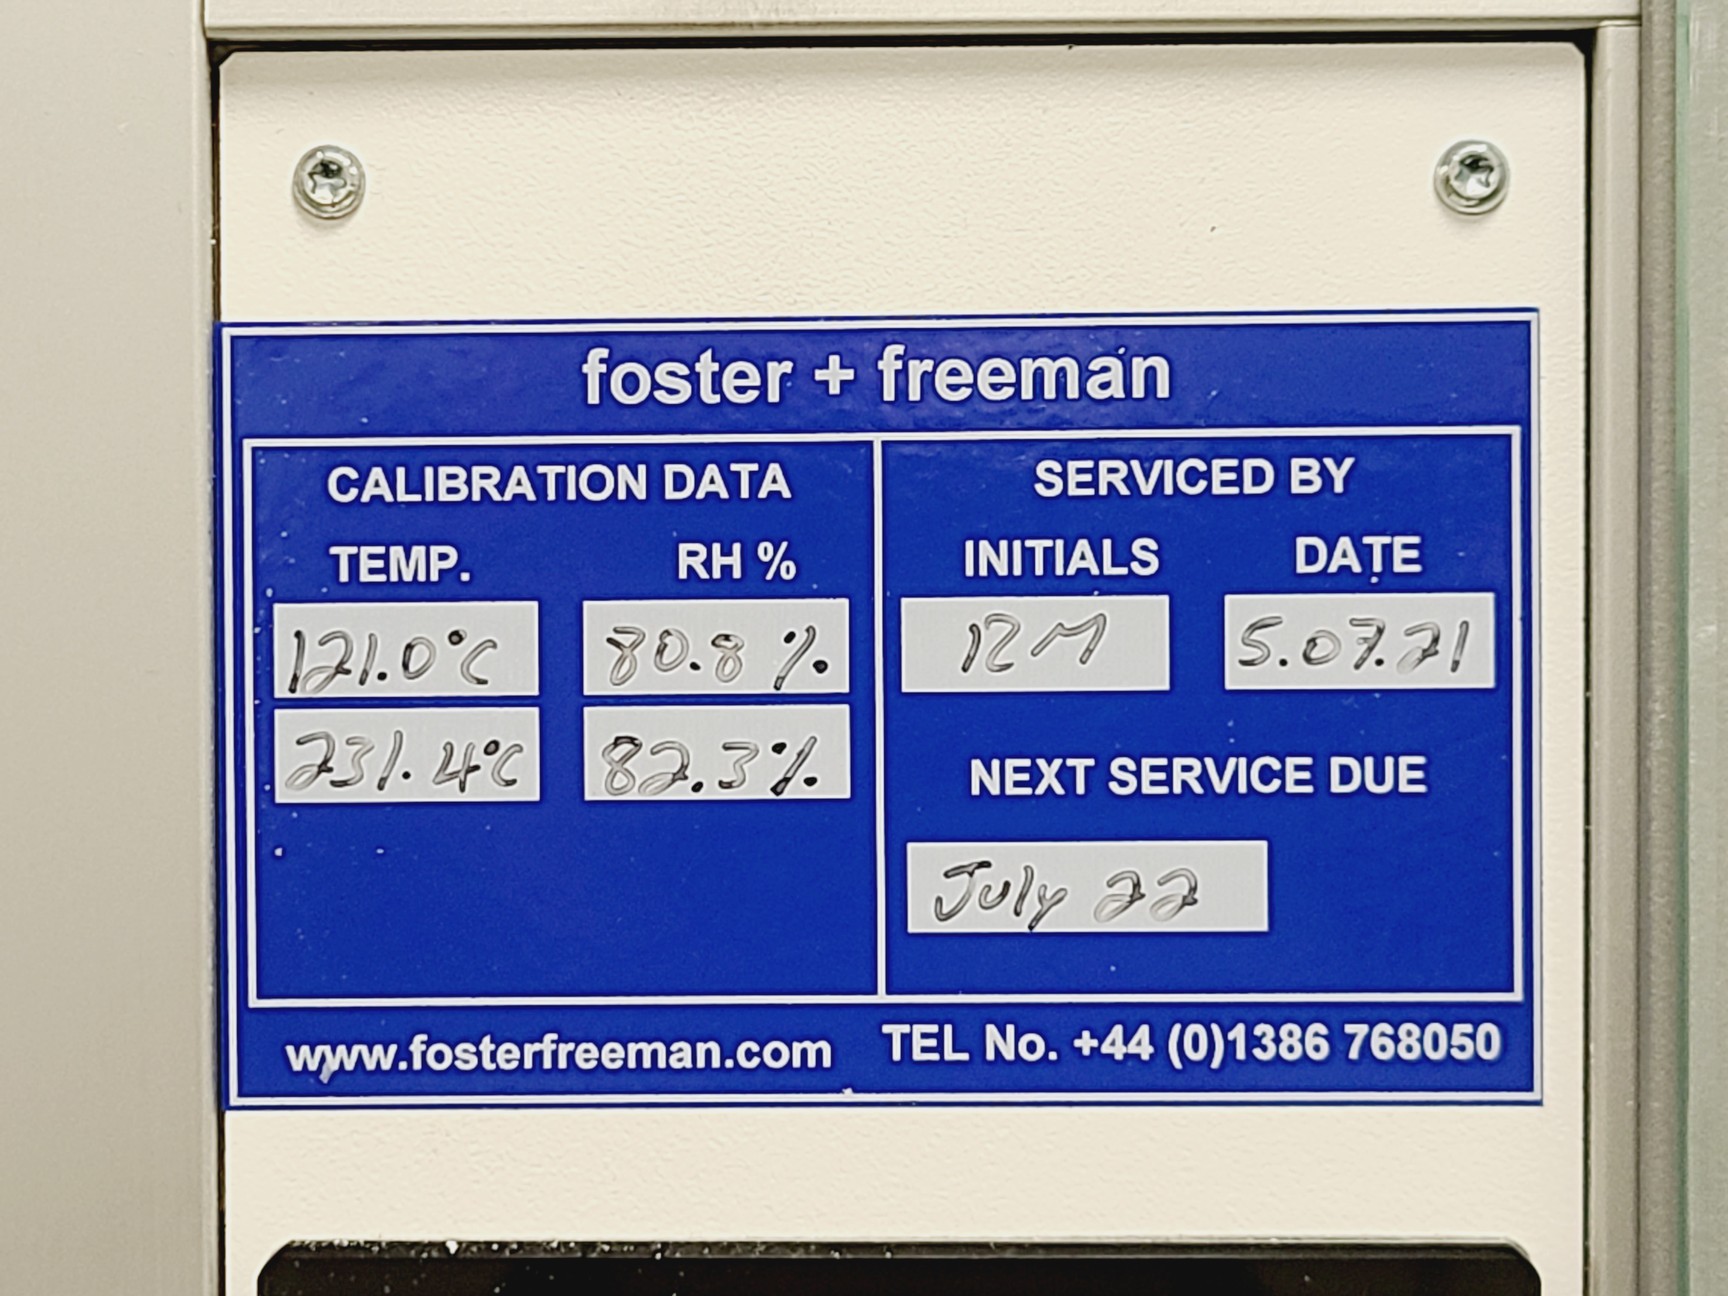 foster + freeman
CALIBRATION DATA
TEMP. RH %
121.0°C 80.8 %.
231.4°C 82.3%.
SERVICED BY
INITIALS DATE
RM 5.07.21
NEXT SERVICE DUE
July 22
www.fosterfreeman.com TEL No. +44 (0)1386 768050